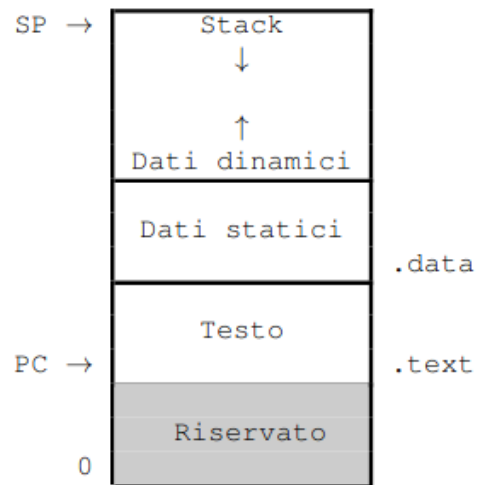 SP → Stack
↓
↑
Dati dinamici
Dati statici
.data
Testo
PC → .text
Riservato
0